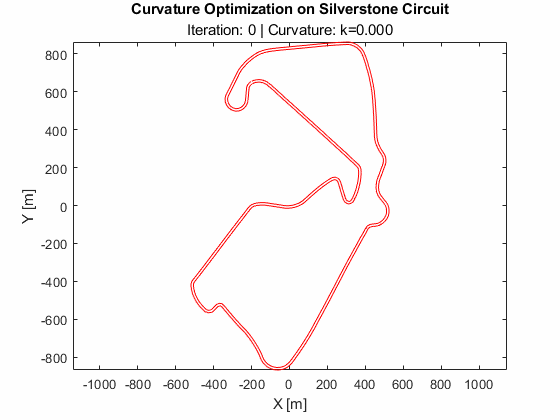 Curvature Optimization on Silverstone Circuit
Iteration: 0 | Curvature: k=0.000
800
600
400
200
0
-200
-400
-600
-800
Y [m]
-1000 -800 -600 -400 -200 0 200 400 600 800 1000
X [m]